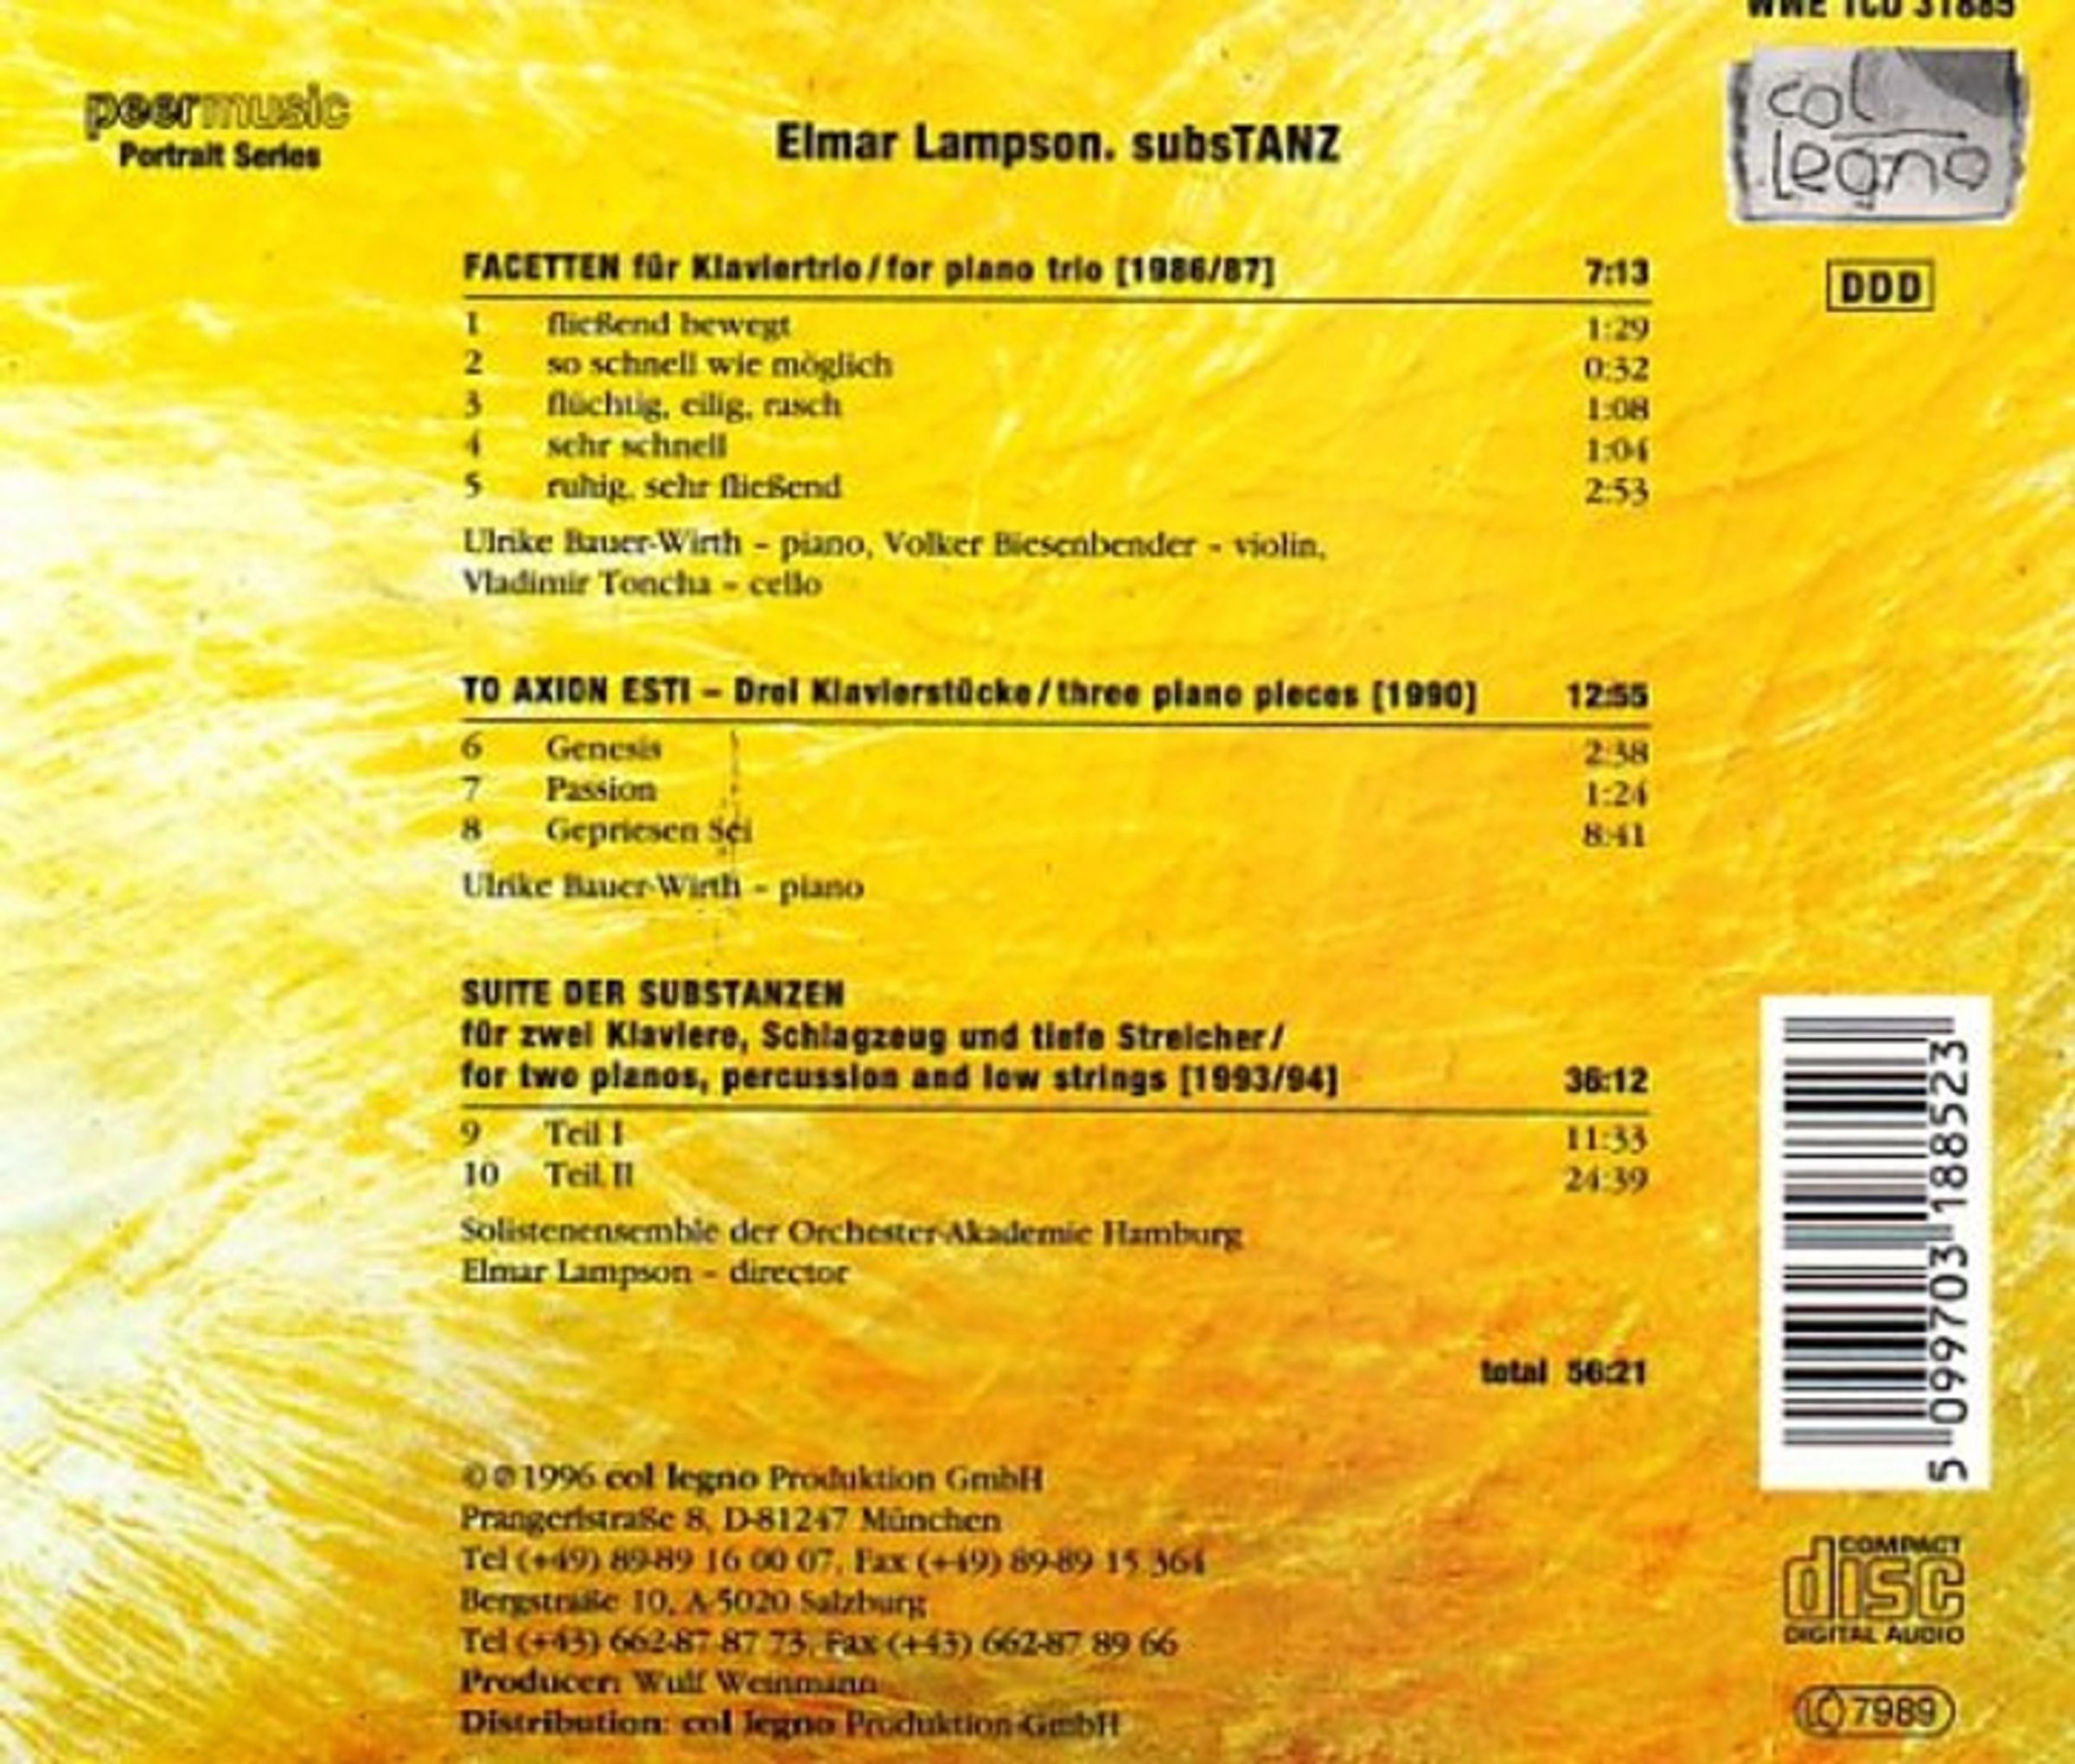 WWE 1CD 31885
peermusic
Portrait Series
Elmar Lampson. subsTANZ
col legno
DDD
FACETTEN für Klaviertrio / for piano trio [1986/87] 7:13
1 fließend bewegt 1:29
2 so schnell wie möglich 0:32
3 flüchtig, eilig, rasch 1:08
4 sehr schnell 1:04
5 ruhig, sehr fließend 2:53
Ulrike Bauer-Wirth – piano, Volker Biesenbender – violin,
Vladimir Toncha – cello
TO AXION ESTI – Drei Klavierstücke / three piano pieces [1990] 12:55
6 Genesis 2:38
7 Passion 1:24
8 Gepriesen Sei 8:41
Ulrike Bauer-Wirth – piano
SUITE DER SUBSTANZEN
für zwei Klaviere, Schlagzeug und tiefe Streicher /
for two pianos, percussion and low strings [1993/94] 36:12
9 Teil I 11:33
10 Teil II 24:39
Solistenensemble der Orchester-Akademie Hamburg
Elmar Lampson – director
total 56:21
5 099703 188523
© ℗ 1996 col legno Produktion GmbH
Prangerlstraße 8, D-81247 München
Tel (+49) 89-89 16 00 07, Fax (+49) 89-89 15 364
Bergstraße 10, A-5020 Salzburg
Tel (+43) 662-87 87 73, Fax (+43) 662-87 89 66
Producer: Wulf Weinmann
Distribution: col legno Produktion-GmbH
COMPACT
disc
DIGITAL AUDIO
LC 7989